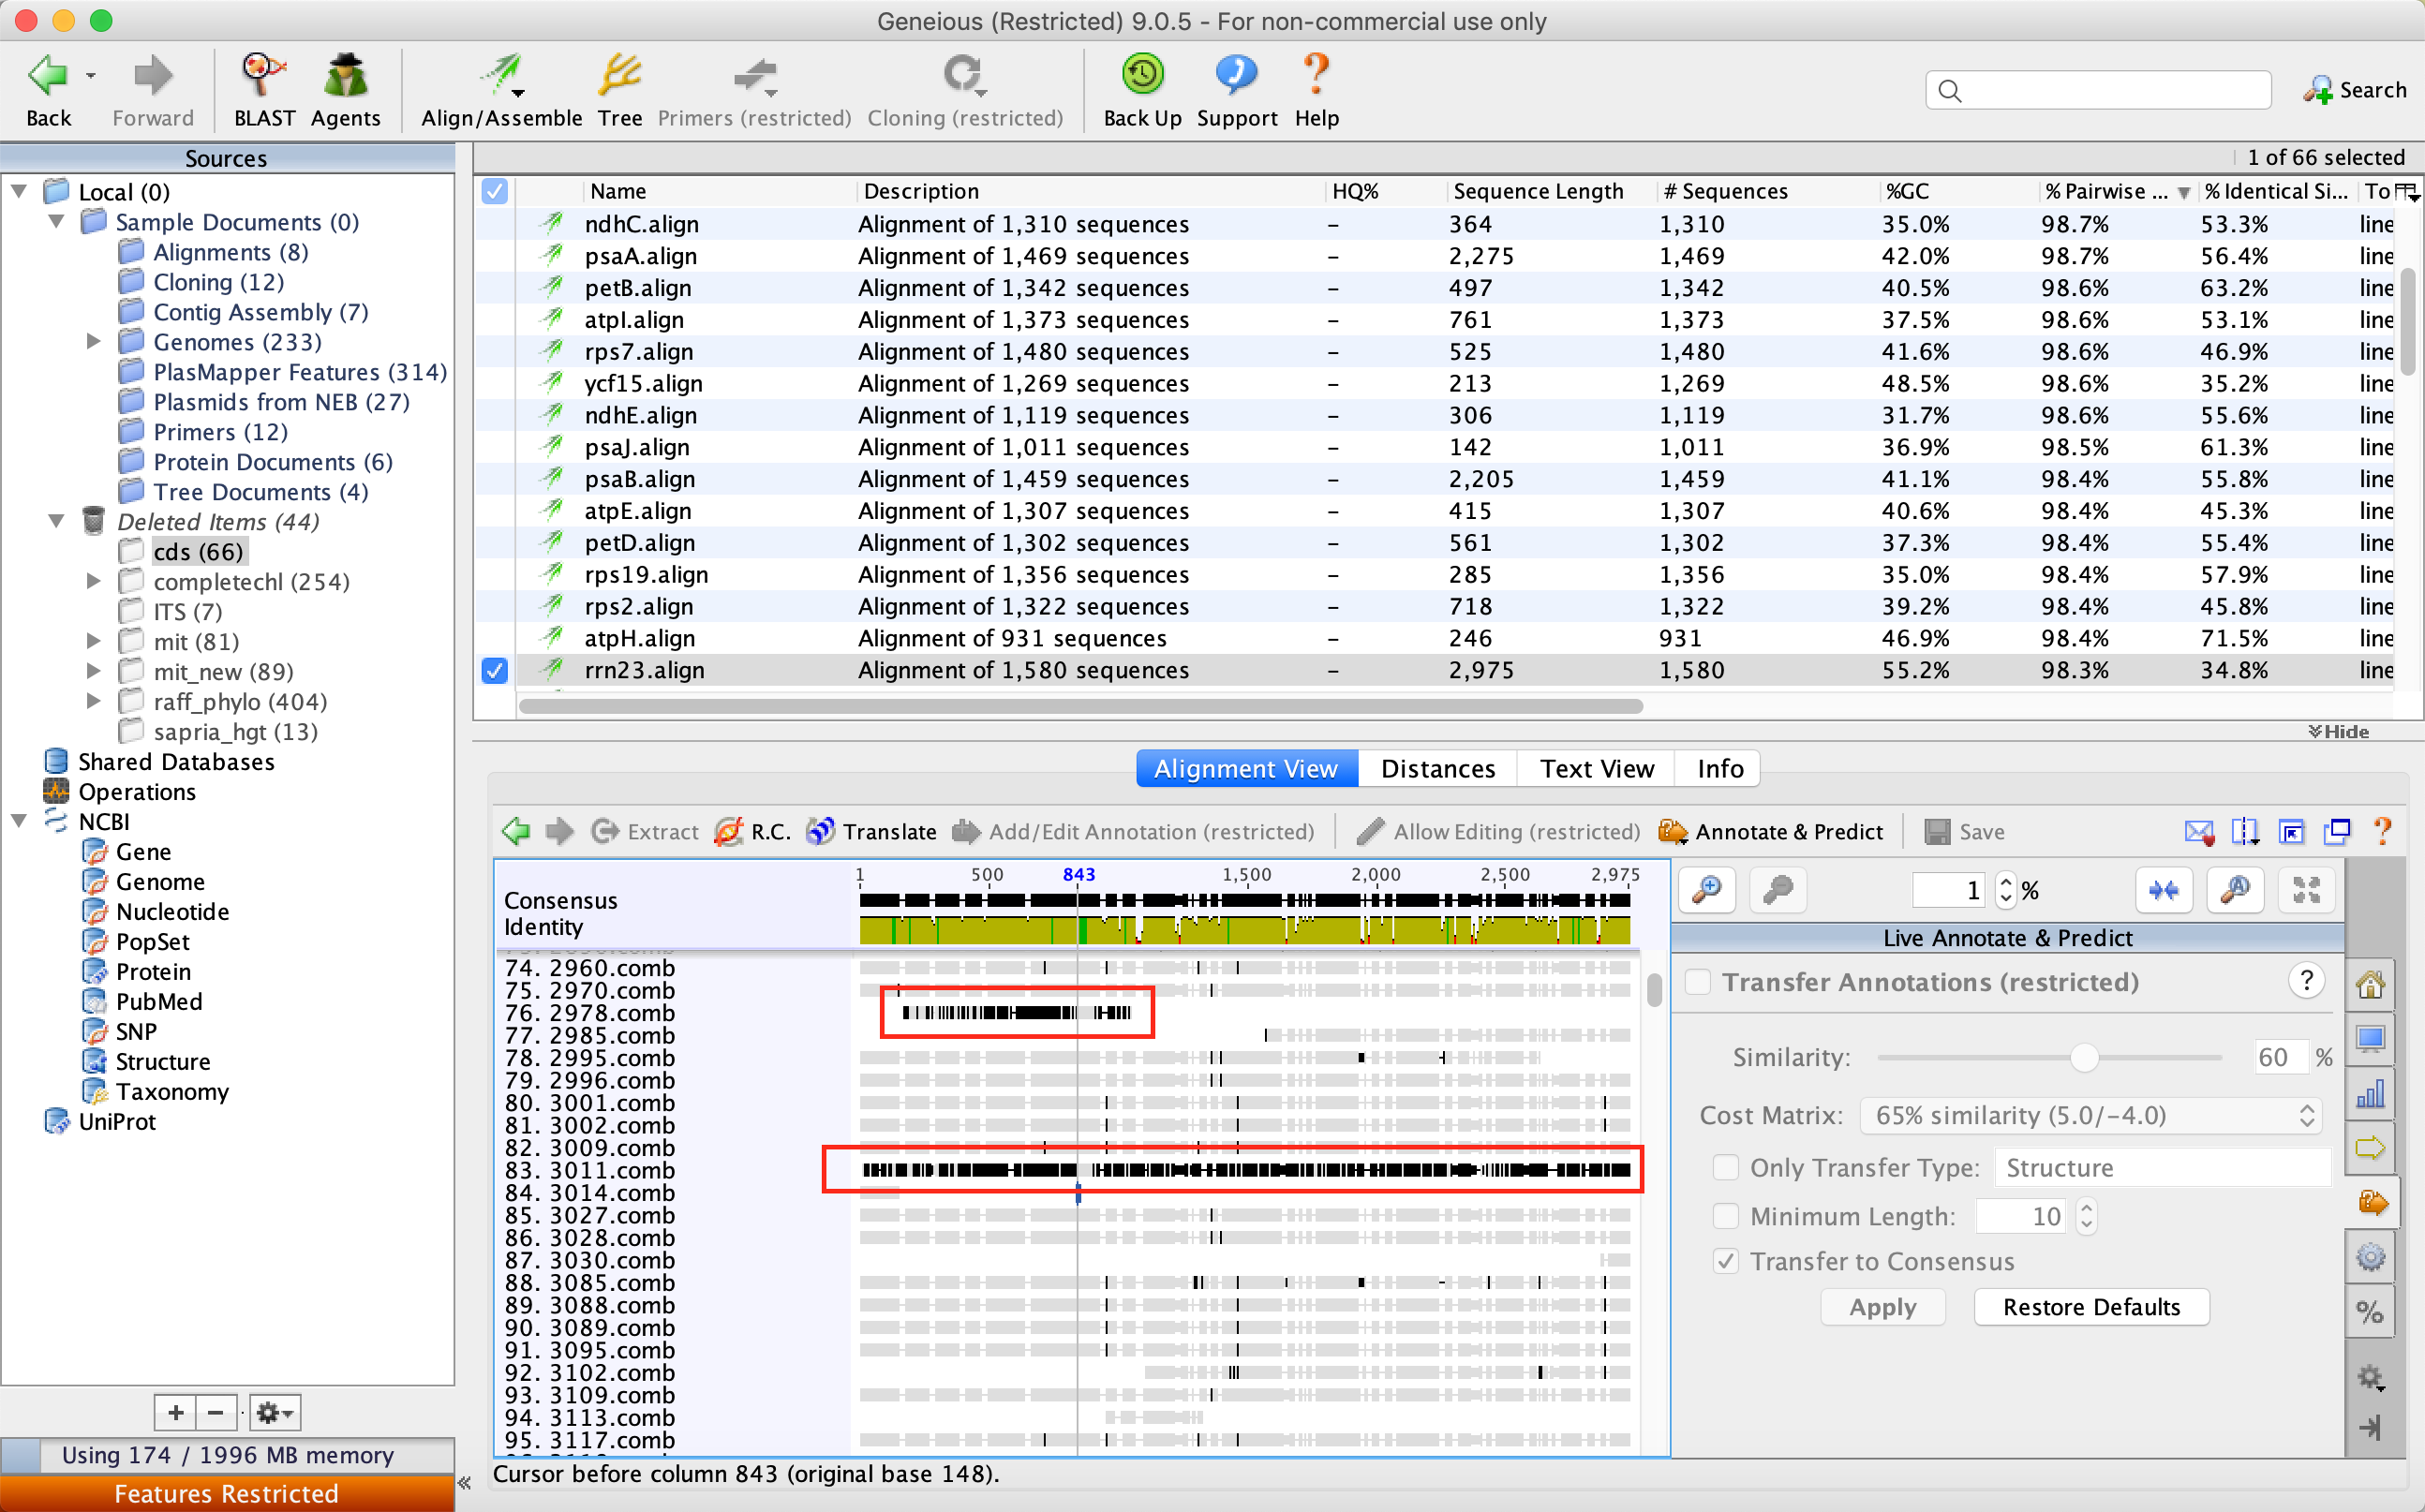 Geneious (Restricted) 9.0.5 - For non-commercial use only
Back Forward BLAST Agents Align/Assemble Tree Primers (restricted) Cloning (restricted) Back Up Support Help Search
Sources
1 of 66 selected
Local (0)
Sample Documents (0)
Alignments (8)
Cloning (12)
Contig Assembly (7)
Genomes (233)
PlasMapper Features (314)
Plasmids from NEB (27)
Primers (12)
Protein Documents (6)
Tree Documents (4)
Deleted Items (44)
cds (66)
completechl (254)
ITS (7)
mit (81)
mit_new (89)
raff_phylo (404)
sapria_hgt (13)
Shared Databases
Operations
NCBI
Gene
Genome
Nucleotide
PopSet
Protein
PubMed
SNP
Structure
Taxonomy
UniProt
Using 174 / 1996 MB memory
Features Restricted
Name Description HQ% Sequence Length # Sequences %GC % Pairwise ... % Identical Si... To
ndhC.align Alignment of 1,310 sequences – 364 1,310 35.0% 98.7% 53.3% line
psaA.align Alignment of 1,469 sequences – 2,275 1,469 42.0% 98.7% 56.4% line
petB.align Alignment of 1,342 sequences – 497 1,342 40.5% 98.6% 63.2% line
atpI.align Alignment of 1,373 sequences – 761 1,373 37.5% 98.6% 53.1% line
rps7.align Alignment of 1,480 sequences – 525 1,480 41.6% 98.6% 46.9% line
ycf15.align Alignment of 1,269 sequences – 213 1,269 48.5% 98.6% 35.2% line
ndhE.align Alignment of 1,119 sequences – 306 1,119 31.7% 98.6% 55.6% line
psaJ.align Alignment of 1,011 sequences – 142 1,011 36.9% 98.5% 61.3% line
psaB.align Alignment of 1,459 sequences – 2,205 1,459 41.1% 98.4% 55.8% line
atpE.align Alignment of 1,307 sequences – 415 1,307 40.6% 98.4% 45.3% line
petD.align Alignment of 1,302 sequences – 561 1,302 37.3% 98.4% 55.4% line
rps19.align Alignment of 1,356 sequences – 285 1,356 35.0% 98.4% 57.9% line
rps2.align Alignment of 1,322 sequences – 718 1,322 39.2% 98.4% 45.8% line
atpH.align Alignment of 931 sequences – 246 931 46.9% 98.4% 71.5% line
rrn23.align Alignment of 1,580 sequences – 2,975 1,580 55.2% 98.3% 34.8% line
Hide
Alignment View Distances Text View Info
Extract R.C. Translate Add/Edit Annotation (restricted) Allow Editing (restricted) Annotate & Predict Save
1 500 843 1,500 2,000 2,500 2,975
Consensus
Identity
74. 2960.comb
75. 2970.comb
76. 2978.comb
77. 2985.comb
78. 2995.comb
79. 2996.comb
80. 3001.comb
81. 3002.comb
82. 3009.comb
83. 3011.comb
84. 3014.comb
85. 3027.comb
86. 3028.comb
87. 3030.comb
88. 3085.comb
89. 3088.comb
90. 3089.comb
91. 3095.comb
92. 3102.comb
93. 3109.comb
94. 3113.comb
95. 3117.comb
Cursor before column 843 (original base 148).
1 %
Live Annotate & Predict
Transfer Annotations (restricted) ?
Similarity: 60 %
Cost Matrix: 65% similarity (5.0/-4.0)
Only Transfer Type: Structure
Minimum Length: 10
Transfer to Consensus
Apply Restore Defaults